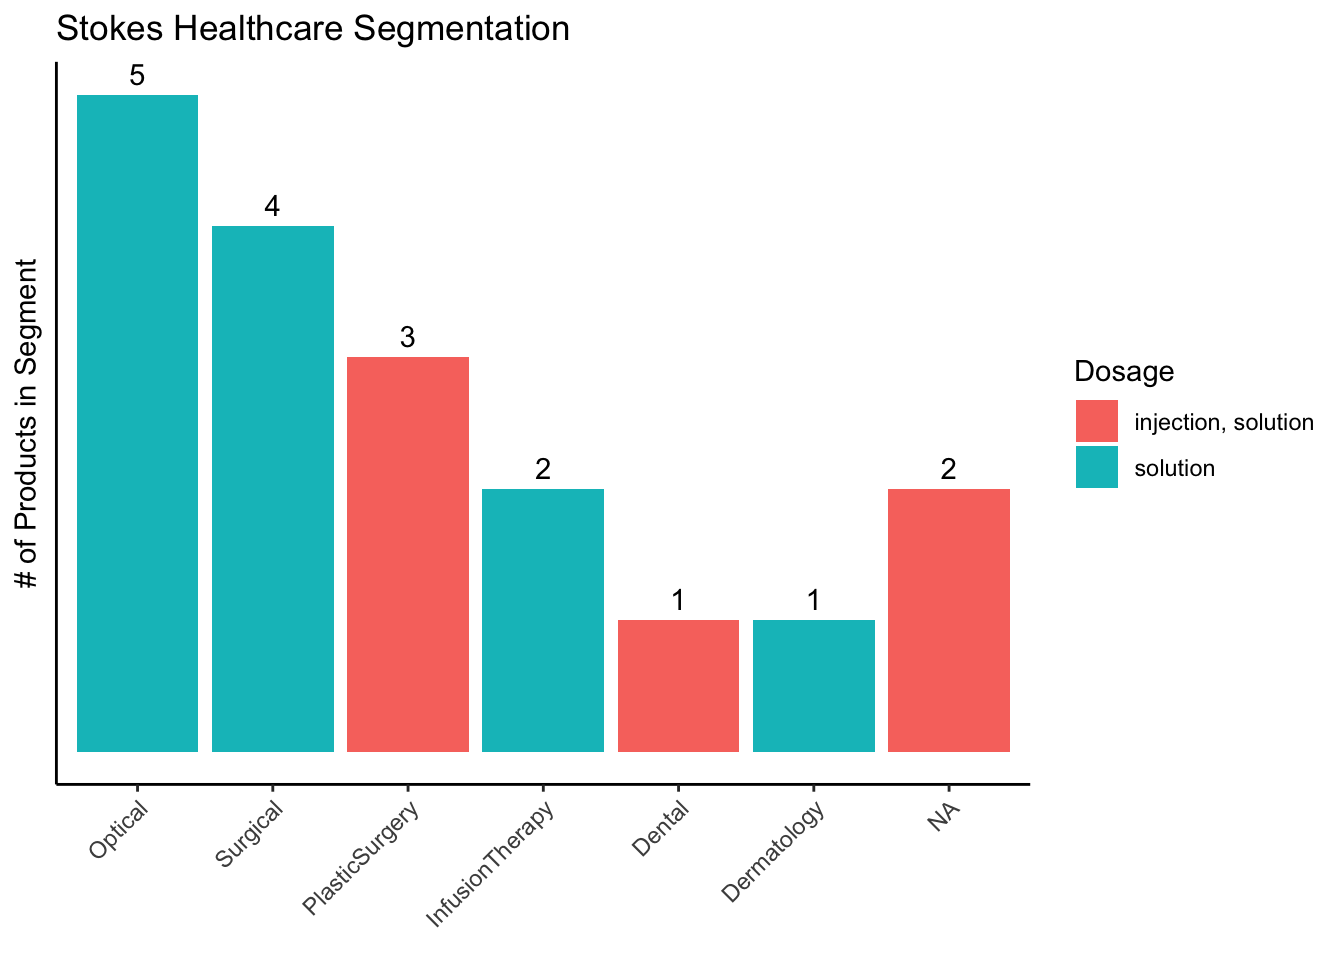 Stokes Healthcare Segmentation
# of Products in Segment
5
4
3
2
1
1
2
Optical
Surgical
PlasticSurgery
InfusionTherapy
Dental
Dermatology
NA
Dosage
injection, solution
solution